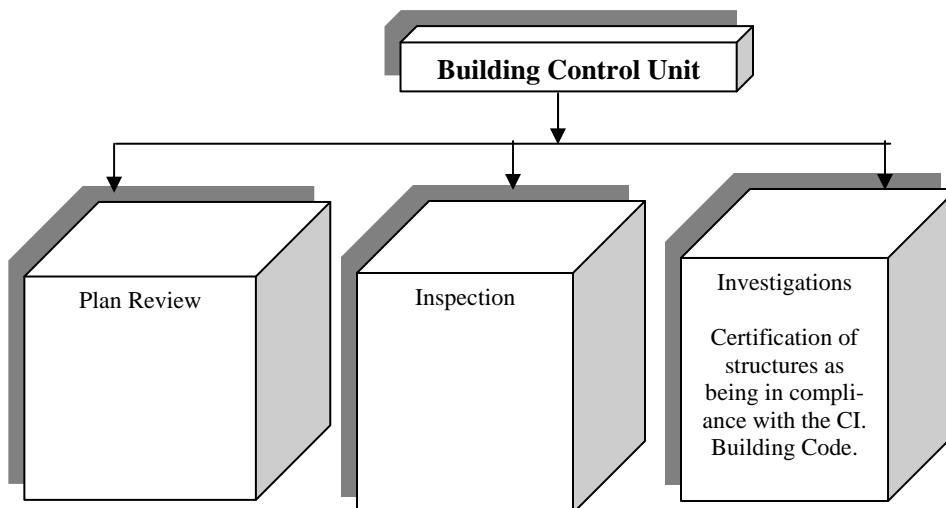 Building Control Unit
Plan Review
Inspection
Investigations
Certification of
structures as
being in compli-
ance with the CI.
Building Code.